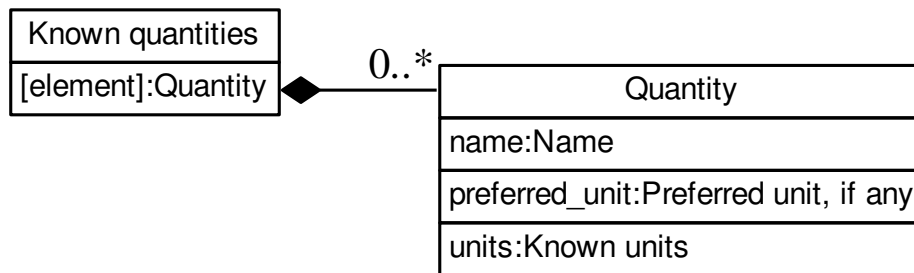 Known quantities
[element]:Quantity
0..*
Quantity
name:Name
preferred_unit:Preferred unit, if any
units:Known units